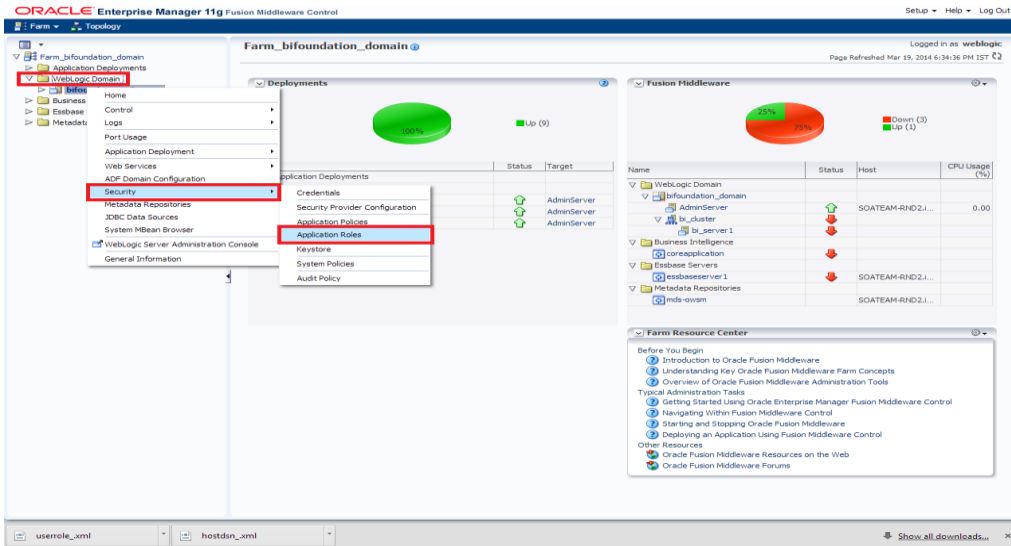 ORACLE Enterprise Manager 11g Fusion Middleware Control
Setup Help Log Out
Farm Topology
Farm_bifoundation_domain
Application Deployments
WebLogic Domain
Business
Essbase
Home
Control
Logs
Port Usage
Application Deployment
Web Services
ADF Domain Configuration
Security
Metadata Repositories
JDBC Data Sources
System MBean Browser
WebLogic Server Administration Console
General Information
Credentials
Security Provider Configuration
Application Policies
Application Roles
Keystore
System Policies
Audit Policy
Farm_bifoundation_domain
Logged in as weblogic
Page Refreshed Mar 19, 2014 6:34:36 PM IST
Deployments
100%
Up (9)
Status Target
Deployments
AdminServer
AdminServer
AdminServer
Fusion Middleware
25%
75%
Down (3)
Up (1)
Name Status Host CPU Usage (%)
WebLogic Domain
bifoundation_domain
AdminServer SOATEAM-RND2.i... 0.00
bi_cluster
bi_server1
Business Intelligence
coreapplication
Essbase Servers
essbaseserver1 SOATEAM-RND2.i...
Metadata Repositories
mds-owsm SOATEAM-RND2.i...
Farm Resource Center
Before You Begin
Introduction to Oracle Fusion Middleware
Understanding Key Oracle Fusion Middleware Farm Concepts
Overview of Oracle Fusion Middleware Administration Tools
Typical Administration Tasks
Getting Started Using Oracle Enterprise Manager Fusion Middleware Control
Navigating Within Fusion Middleware Control
Starting and Stopping Oracle Fusion Middleware
Deploying an Application Using Fusion Middleware Control
Other Resources
Oracle Fusion Middleware Resources on the Web
Oracle Fusion Middleware Forums
userrole_.xml
hostdsn_.xml
Show all downloads...